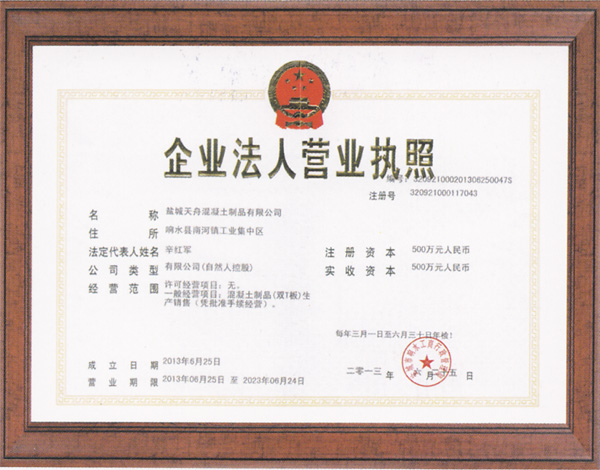 企业法人营业执照
编号：320921000201306250047S
注册号 320921000117043
名称 盐城天舟混凝土制品有限公司
住所 响水县南河镇工业集中区
法定代表人姓名 辛红军 注册资本 500万元人民币
公司类型 有限公司(自然人控股) 实收资本 500万元人民币
经营范围 许可经营项目：无。
一般经营项目：混凝土制品(双T板)生
产销售（凭批准手续经营）。
每年三月一日至六月三十日年检！
成立日期 2013年6月25日
营业期限 2013年06月25日 至 2023年06月24日
二〇一三年 六月二十五日